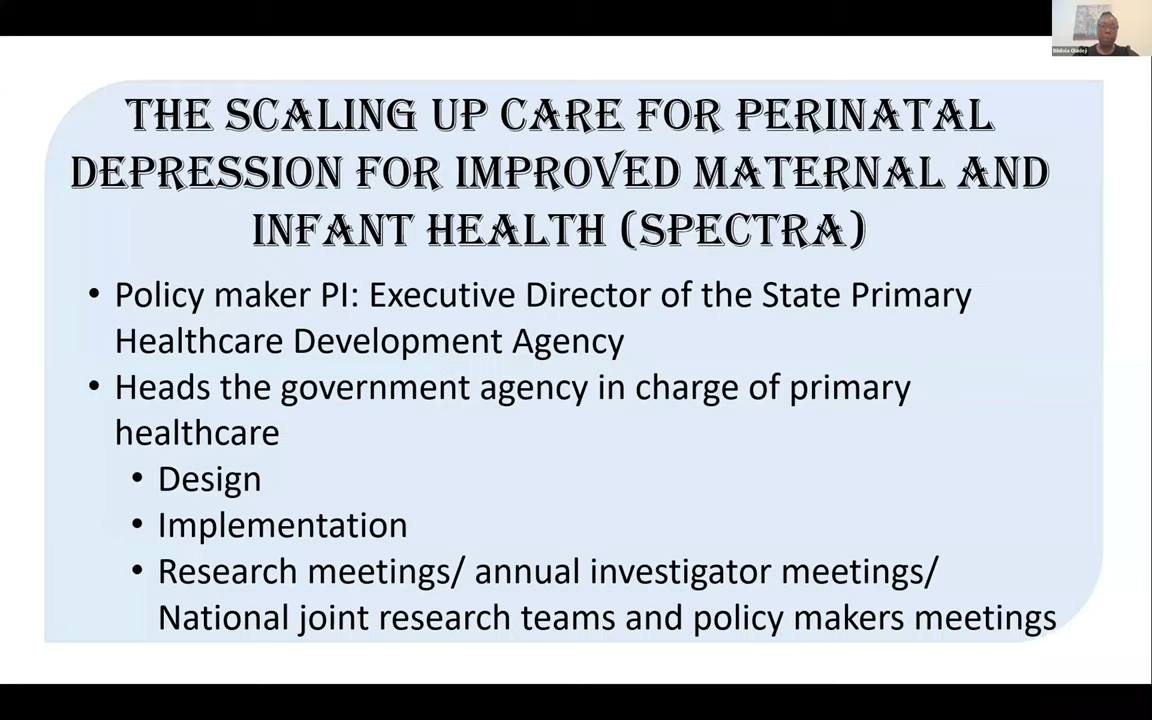 THE SCALING UP CARE FOR PERINATAL
DEPRESSION FOR IMPROVED MATERNAL AND
INFANT HEALTH (SPECTRA)
• Policy maker PI: Executive Director of the State Primary
Healthcare Development Agency
• Heads the government agency in charge of primary
healthcare
• Design
• Implementation
• Research meetings/ annual investigator meetings/
National joint research teams and policy makers meetings